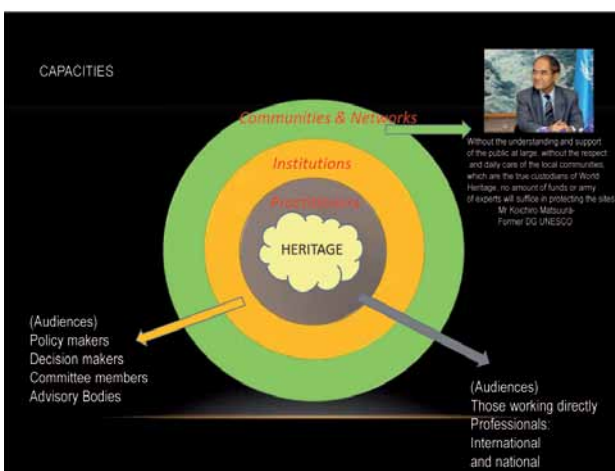 CAPACITIES
Communities & Networks
Institutions
Practitioners
HERITAGE
Without the understanding and support
of the public at large, without the respect
and daily care of the local communities,
which are the true custodians of World
Heritage, no amount of funds or army
of experts will suffice in protecting the sites
Mr Koichiro Matsuura-
Former DG UNESCO
(Audiences)
Policy makers
Decision makers
Committee members
Advisory Bodies
(Audiences)
Those working directly
Professionals:
International
and national